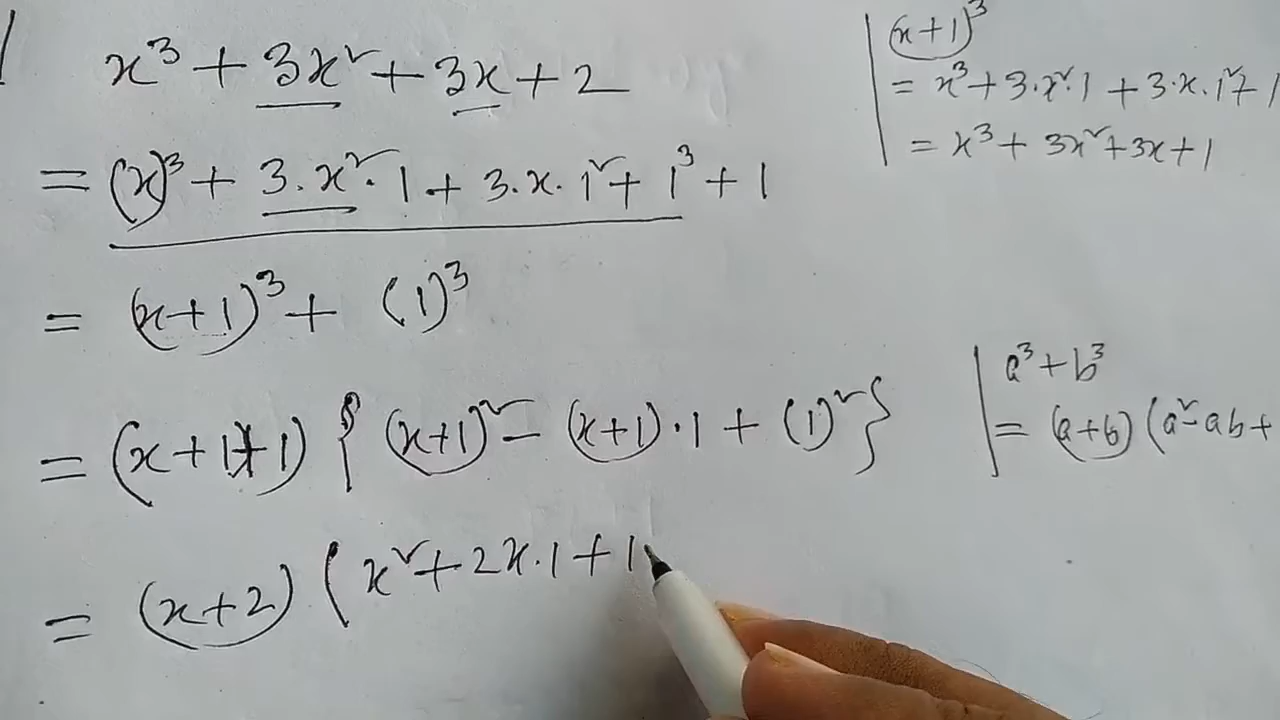 x³ + 3x² + 3x + 2
= (x)³ + 3.x².1 + 3.x.1² + 1³ + 1
= (x+1)³ + (1)³
= (x+1+1) { (x+1)² - (x+1).1 + (1)² }
= (x+2) (x² + 2x.1 + 1
(x+1)³
= x³ + 3.x².1 + 3.x.1² + 1
= x³ + 3x² + 3x + 1
a³ + b³
= (a+b) (a² - ab +